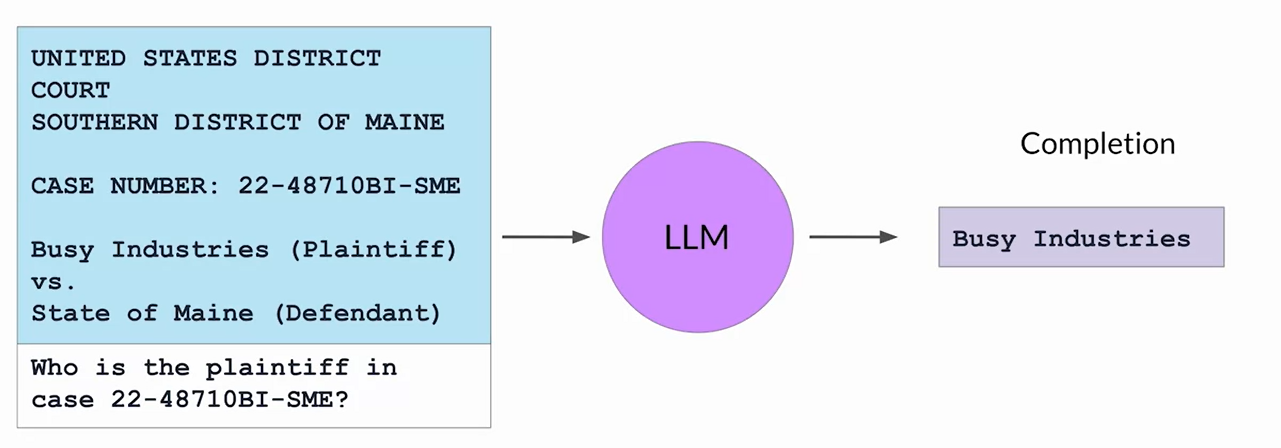 UNITED STATES DISTRICT
COURT
SOUTHERN DISTRICT OF MAINE
CASE NUMBER: 22-48710BI-SME
Busy Industries (Plaintiff)
vs.
State of Maine (Defendant)
Who is the plaintiff in
case 22-48710BI-SME?
LLM
Completion
Busy Industries